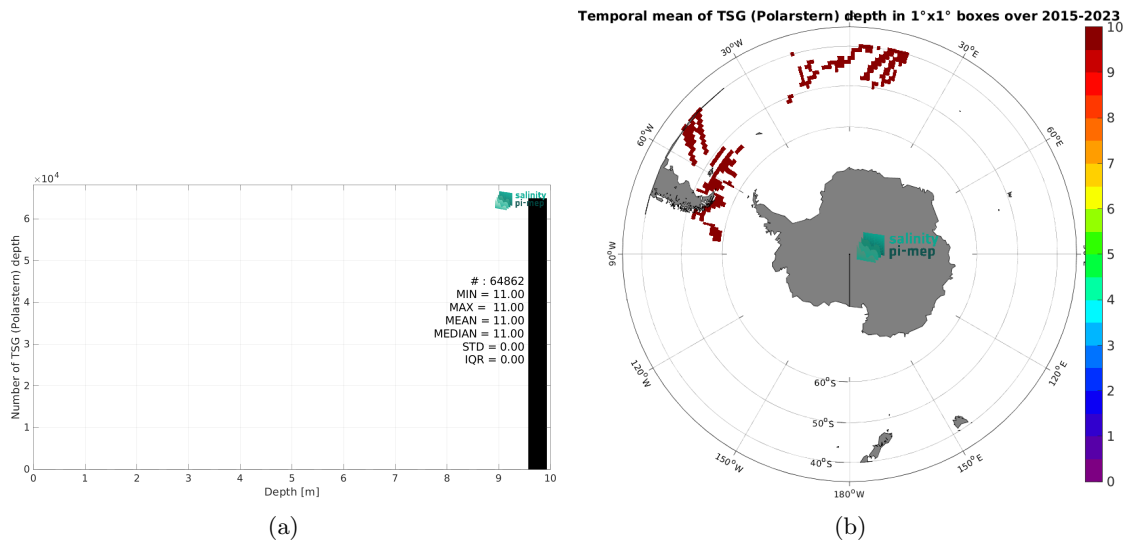 Temporal mean of TSG (Polarstern) depth in 1°x1° boxes over 2015-2023
×10⁴
Number of TSG (Polarstern) depth
6
5
4
3
2
1
0
salinity
pi-mep
# : 64862
MIN = 11.00
MAX = 11.00
MEAN = 11.00
MEDIAN = 11.00
STD = 0.00
IQR = 0.00
0 1 2 3 4 5 6 7 8 9 10
Depth [m]
(a)
30°W
30°E
60°W
60°E
90°W
120°W
120°E
150°W
150°E
180°W
60°S
50°S
40°S
salinity
pi-mep
10
9
8
7
6
5
4
3
2
1
0
(b)